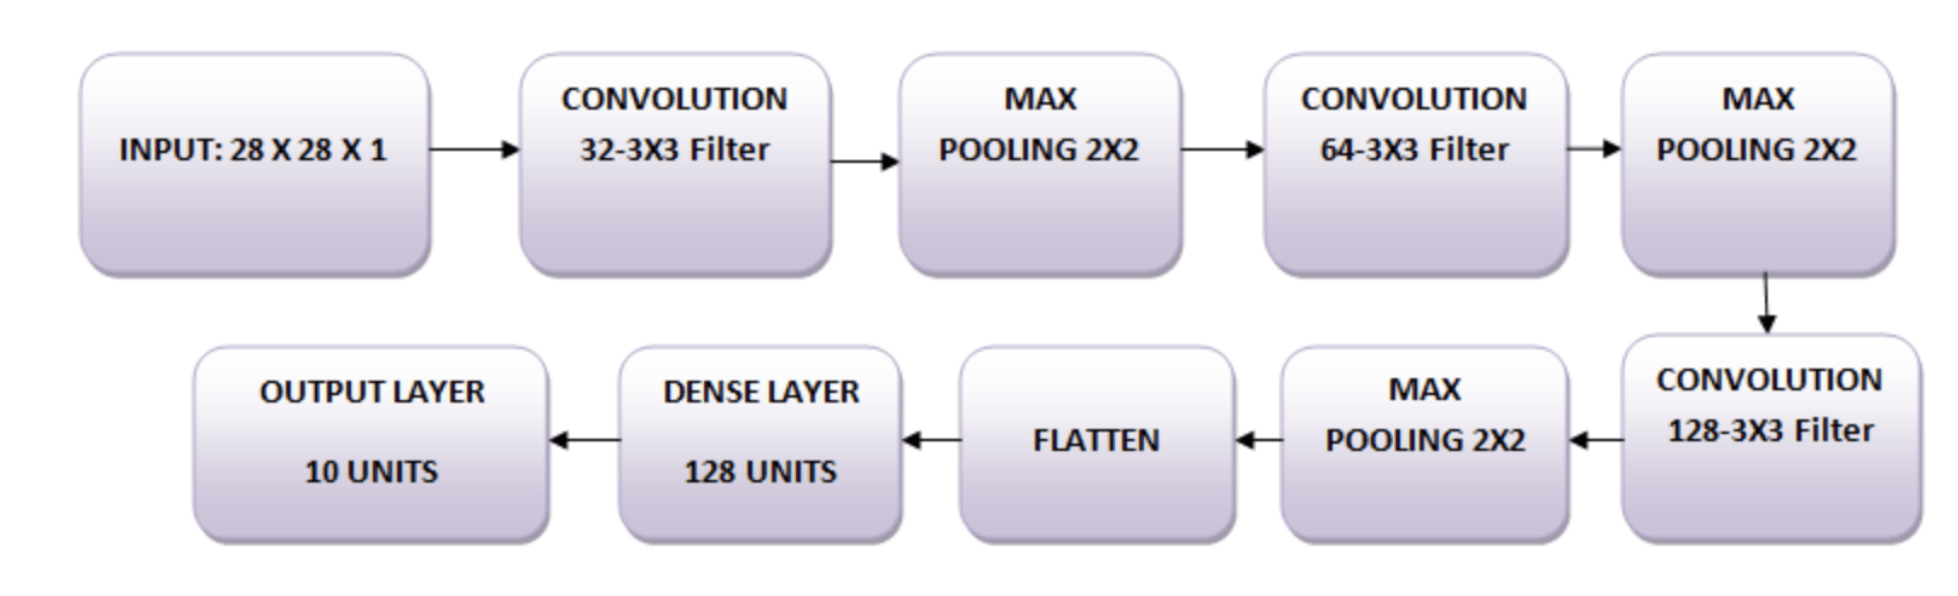 INPUT: 28 X 28 X 1
CONVOLUTION
32-3X3 Filter
MAX
POOLING 2X2
CONVOLUTION
64-3X3 Filter
MAX
POOLING 2X2
CONVOLUTION
128-3X3 Filter
MAX
POOLING 2X2
FLATTEN
DENSE LAYER
128 UNITS
OUTPUT LAYER
10 UNITS